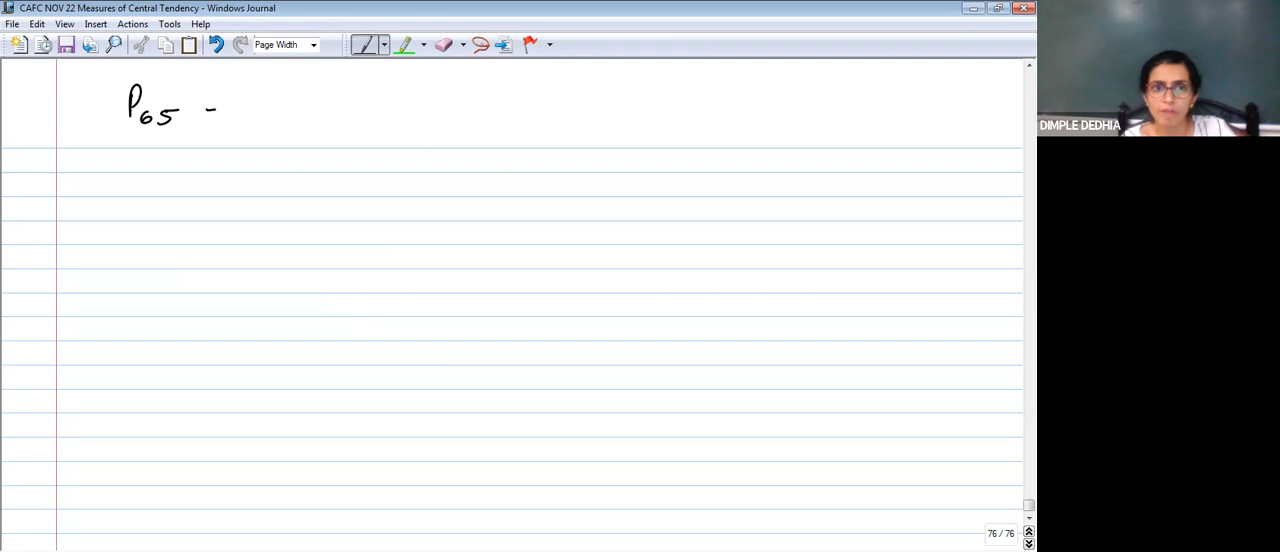 CAFC NOV 22 Measures of Central Tendency - Windows Journal
File Edit View Insert Actions Tools Help
Page Width
P65 -
DIMPLE DEDHIA
76 / 76